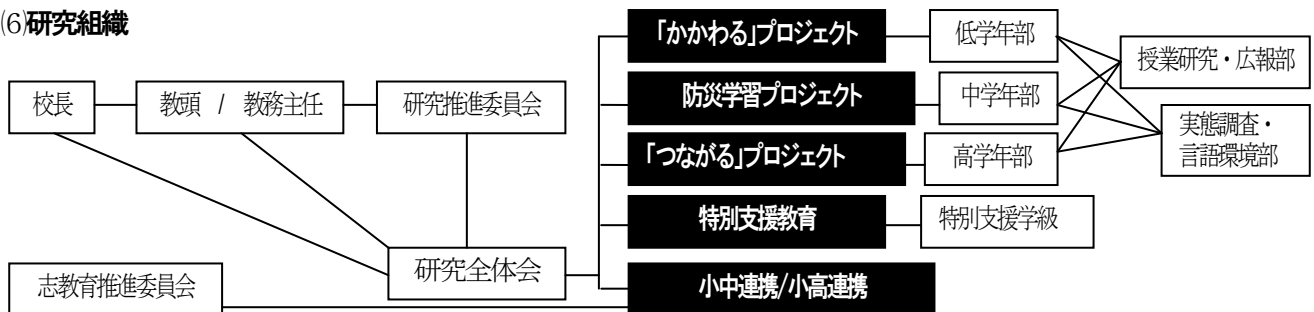 (6)研究組織
「かかわる」プロジェクト
低学年部
授業研究・広報部
校長
教頭 / 教務主任
研究推進委員会
防災学習プロジェクト
中学年部
実態調査・
言語環境部
「つながる」プロジェクト
高学年部
特別支援教育
特別支援学級
研究全体会
志教育推進委員会
小中連携/小高連携